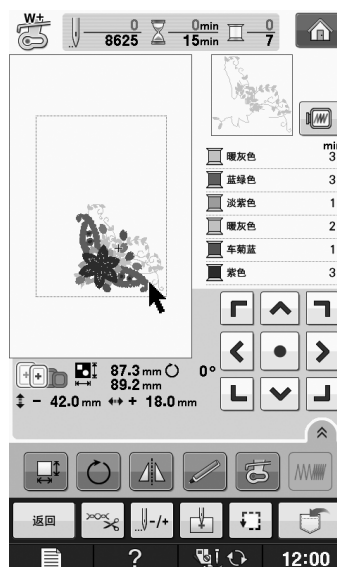 W+
0
8625
0min
15min
0
7
min
暖灰色 3
蓝绿色 3
淡紫色 1
暖灰色 2
车菊蓝 1
紫色 3
87.3 mm 0°
89.2 mm
- 42.0 mm + 18.0 mm
返回
-/+
?
12:00